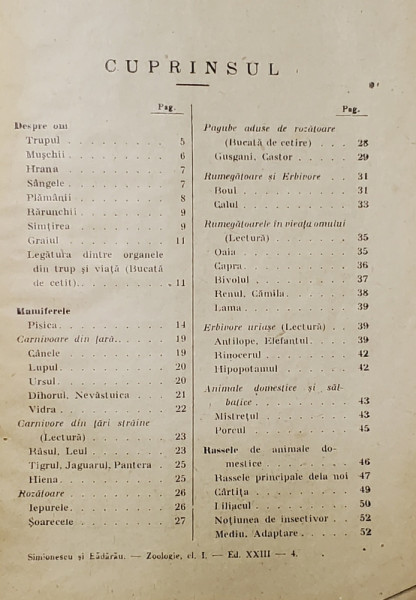 CUPRINSUL
Pag.
Despre om
Trupul . . . . . . . . 5
Mușchii . . . . . . . . 6
Hrana . . . . . . . . 7
Sângele . . . . . . . . 7
Plămânii . . . . . . . . 8
Rărunchii . . . . . . . . 9
Simțirea . . . . . . . . 9
Graiul . . . . . . . . 11
Legătura dintre organele
din trup și viață (Bucată
de cetit) . . . . . . 11
Mamiferele
Pisica . . . . . . . . 14
Carnivoare din țară . . . . 19
Cânele . . . . . . . . 19
Lupul . . . . . . . . 20
Ursul . . . . . . . . 20
Dihorul, Nevăstuica . . . 21
Vidra . . . . . . . . 22
Carnivore din țări străine
(Lectură) . . . . . . 23
Râsul, Leul . . . . . . 23
Tigrul, Jaguarul, Pantera . 25
Hiena . . . . . . . . 25
Rozătoare . . . . . . . 26
Iepurele . . . . . . . 26
Șoarecele . . . . . . . 27
Pag.
Pagube aduse de rozătoare
(Bucată de cetire) . . . 28
Gusgani, Castor . . . . 29
Rumegătoare și Erbivore . . 31
Boul . . . . . . . . 31
Calul . . . . . . . . 33
Rumegătoarele în vieața omului
(Lectură) . . . . . . 35
Oaia . . . . . . . . 35
Capra . . . . . . . . 36
Bivolul . . . . . . . 37
Renul, Cămila . . . . . 38
Lama . . . . . . . . 39
Erbivore uriașe (Lectură) . . 39
Antilope, Elefantul . . . 39
Rinocerul . . . . . . . 42
Hipopotamul . . . . . . 42
Animale domestice și săl-
batice . . . . . . . . 43
Mistrețul . . . . . . . 43
Porcul . . . . . . . . 45
Rassele de animale do-
mestice . . . . . . . 46
Rassele principale dela noi 47
Cârtița . . . . . . . . 49
Liliacul . . . . . . . . 50
Noțiunea de insectivor . . 52
Mediu, Adaptare . . . . 52
Simionescu și Bădărău. — Zoologie, cl. I. — Ed. XXIII — 4.